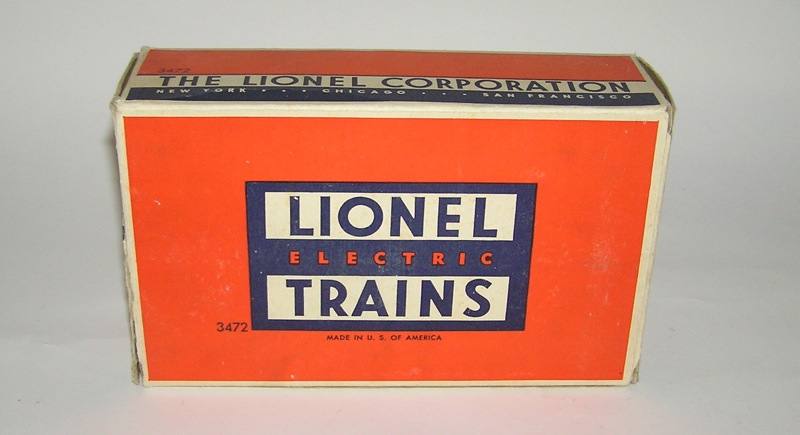 3472
THE LIONEL CORPORATION
NEW YORK • • • CHICAGO • • • SAN FRANCISCO
LIONEL
ELECTRIC
TRAINS
3472
MADE IN U. S. OF AMERICA